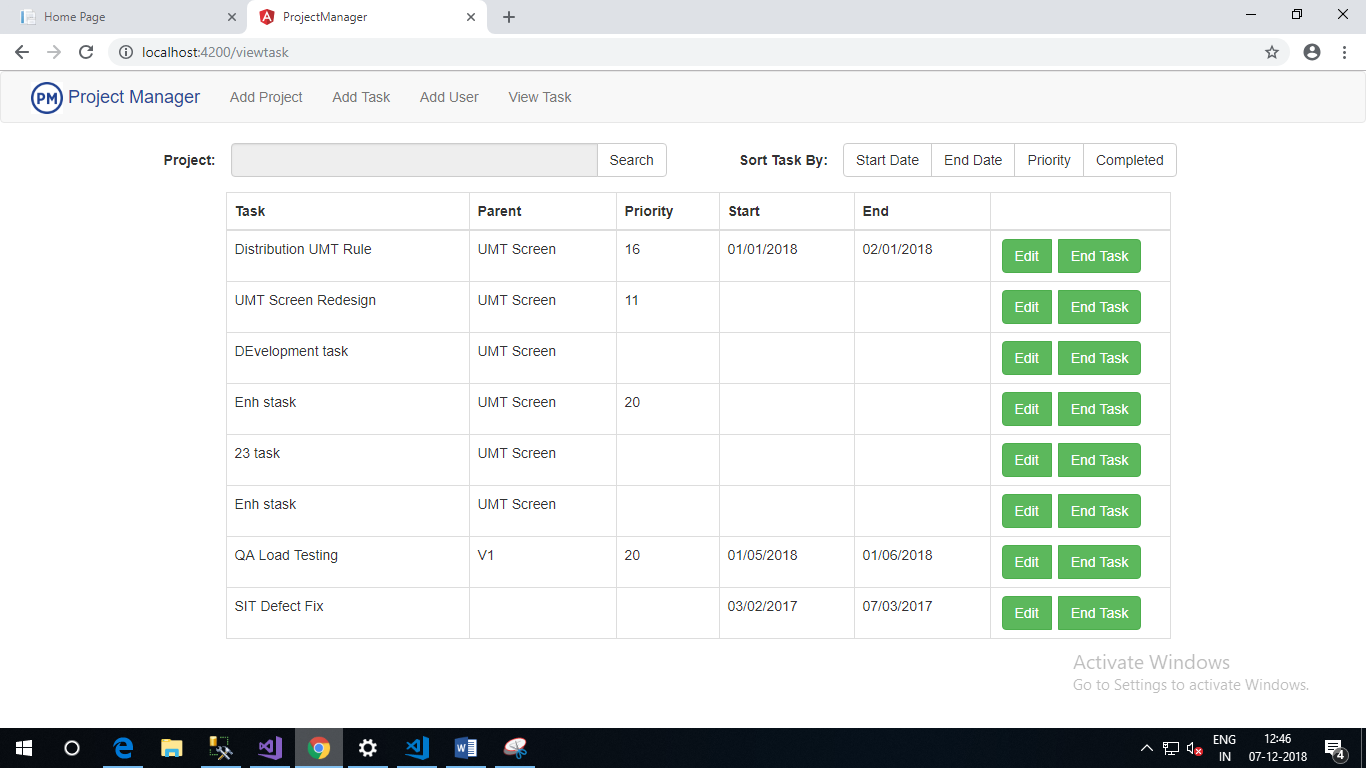 Home Page
ProjectManager
localhost:4200/viewtask
PM Project Manager Add Project Add Task Add User View Task
Project: Search Sort Task By: Start Date End Date Priority Completed
Task Parent Priority Start End
Distribution UMT Rule UMT Screen 16 01/01/2018 02/01/2018 Edit End Task
UMT Screen Redesign UMT Screen 11 Edit End Task
DEvelopment task UMT Screen Edit End Task
Enh stask UMT Screen 20 Edit End Task
23 task UMT Screen Edit End Task
Enh stask UMT Screen Edit End Task
QA Load Testing V1 20 01/05/2018 01/06/2018 Edit End Task
SIT Defect Fix 03/02/2017 07/03/2017 Edit End Task
Activate Windows
Go to Settings to activate Windows.
ENG 12:46
IN 07-12-2018 4